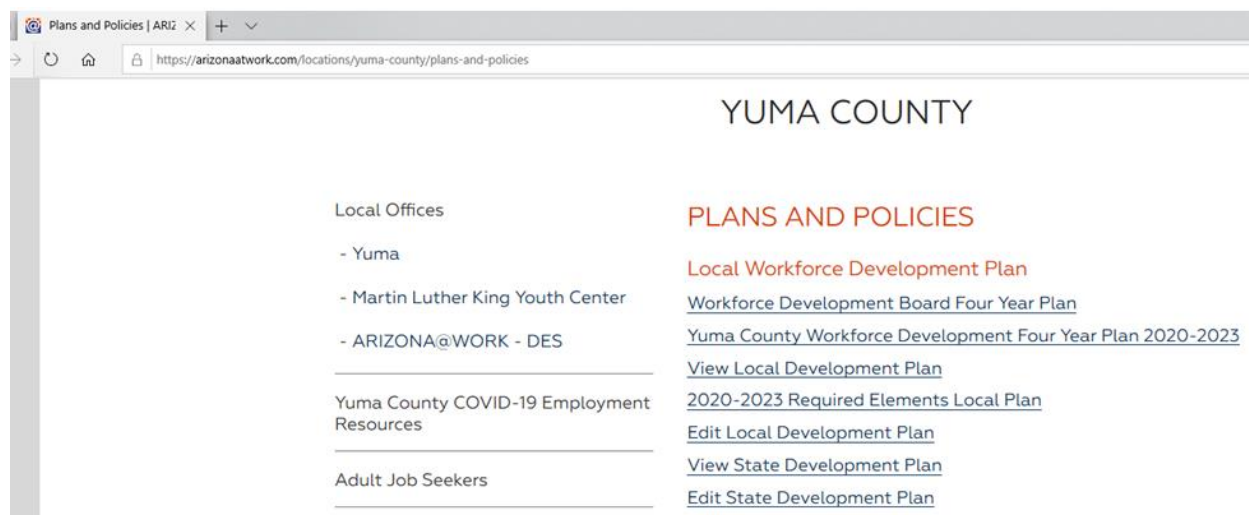 Plans and Policies | ARIZ
https://arizonaatwork.com/locations/yuma-county/plans-and-policies
YUMA COUNTY
Local Offices
- Yuma
- Martin Luther King Youth Center
- ARIZONA@WORK - DES
Yuma County COVID-19 Employment
Resources
Adult Job Seekers
PLANS AND POLICIES
Local Workforce Development Plan
Workforce Development Board Four Year Plan
Yuma County Workforce Development Four Year Plan 2020-2023
View Local Development Plan
2020-2023 Required Elements Local Plan
Edit Local Development Plan
View State Development Plan
Edit State Development Plan